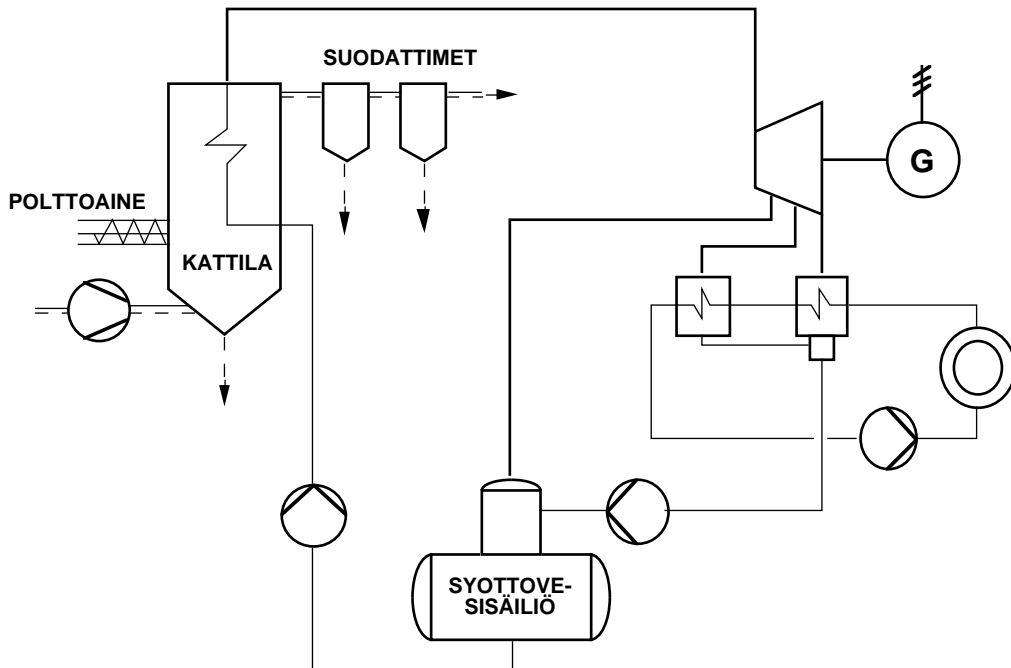 SUODATTIMET
G
POLTTOAINE
KATTILA
SYOTTOVE-
SISÄILIÖ